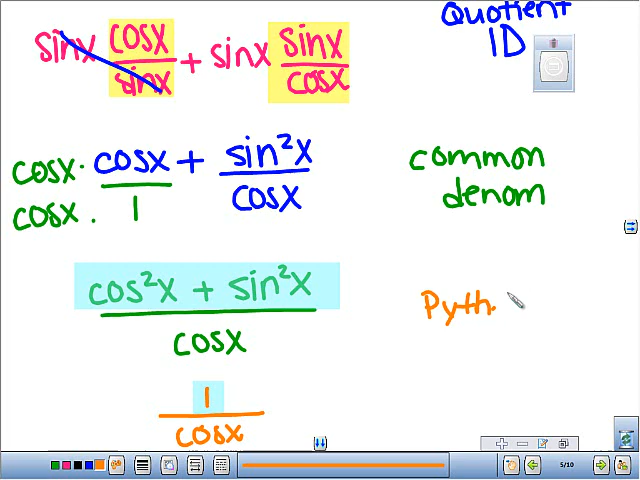 sinx cosx/sinx + sinx sinx/cosx
Quotient
ID
cosx · cosx/1 + sin²x/cosx
cosx ·
common
denom
cos²x + sin²x
cosx
Pyth.
1
cosx
5/10